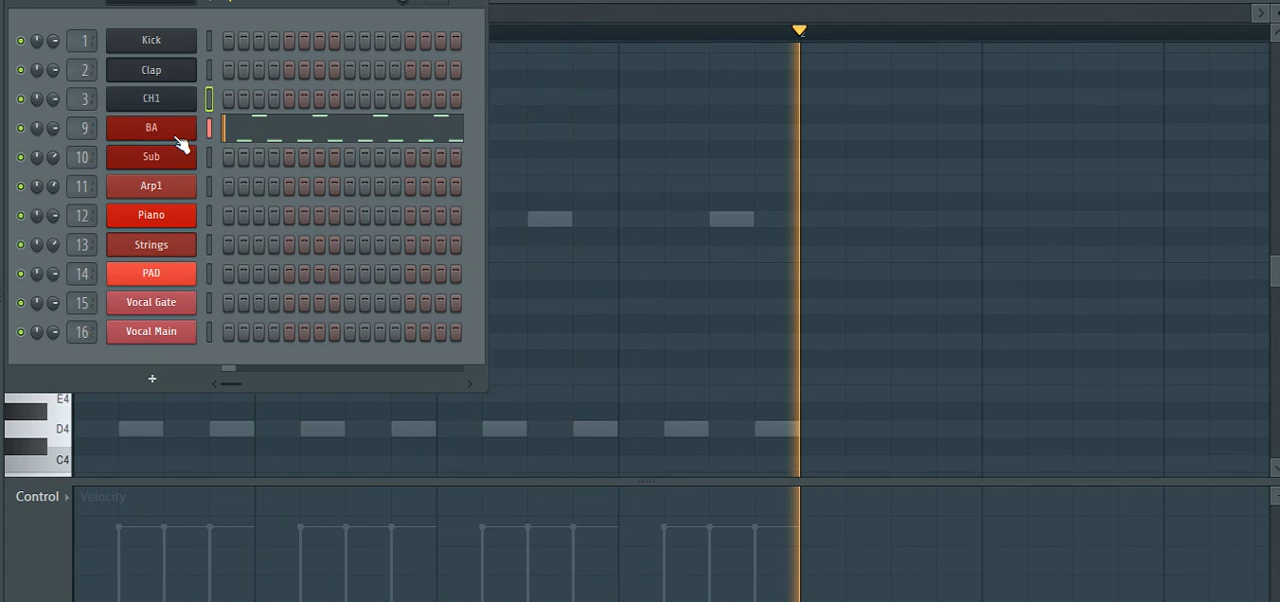 1 Kick
2 Clap
3 CH1
9 BA
10 Sub
11 Arp1
12 Piano
13 Strings
14 PAD
15 Vocal Gate
16 Vocal Main
+
E4
D4
C4
Control
Velocity
2